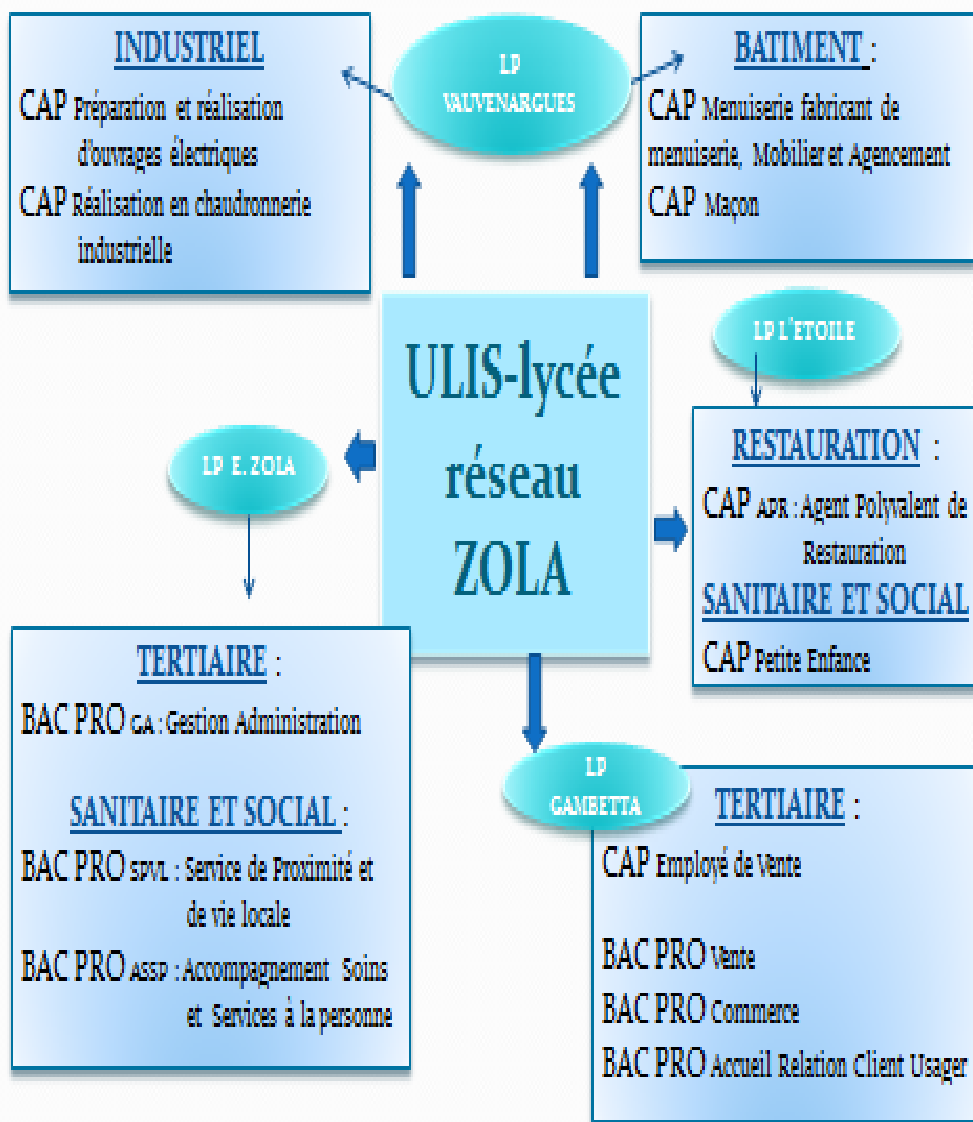 INDUSTRIEL
CAP Préparation et réalisation
d'ouvrages électriques
CAP Réalisation en chaudronnerie
industrielle
LP
VAUVENARGUES
BATIMENT :
CAP Menuiserie fabricant de
menuiserie, Mobilier et Agencement
CAP Maçon
ULIS-lycée
réseau
ZOLA
LP L'ETOILE
RESTAURATION :
CAP APR : Agent Polyvalent de
Restauration
SANITAIRE ET SOCIAL
CAP Petite Enfance
LP E. ZOLA
TERTIAIRE :
BAC PRO GA : Gestion Administration
SANITAIRE ET SOCIAL :
BAC PRO SPVL : Service de Proximité et
de vie locale
BAC PRO ASSP : Accompagnement Soins
et Services à la personne
LP
GAMBETTA
TERTIAIRE :
CAP Employé de Vente
BAC PRO Vente
BAC PRO Commerce
BAC PRO Accueil Relation Client Usager